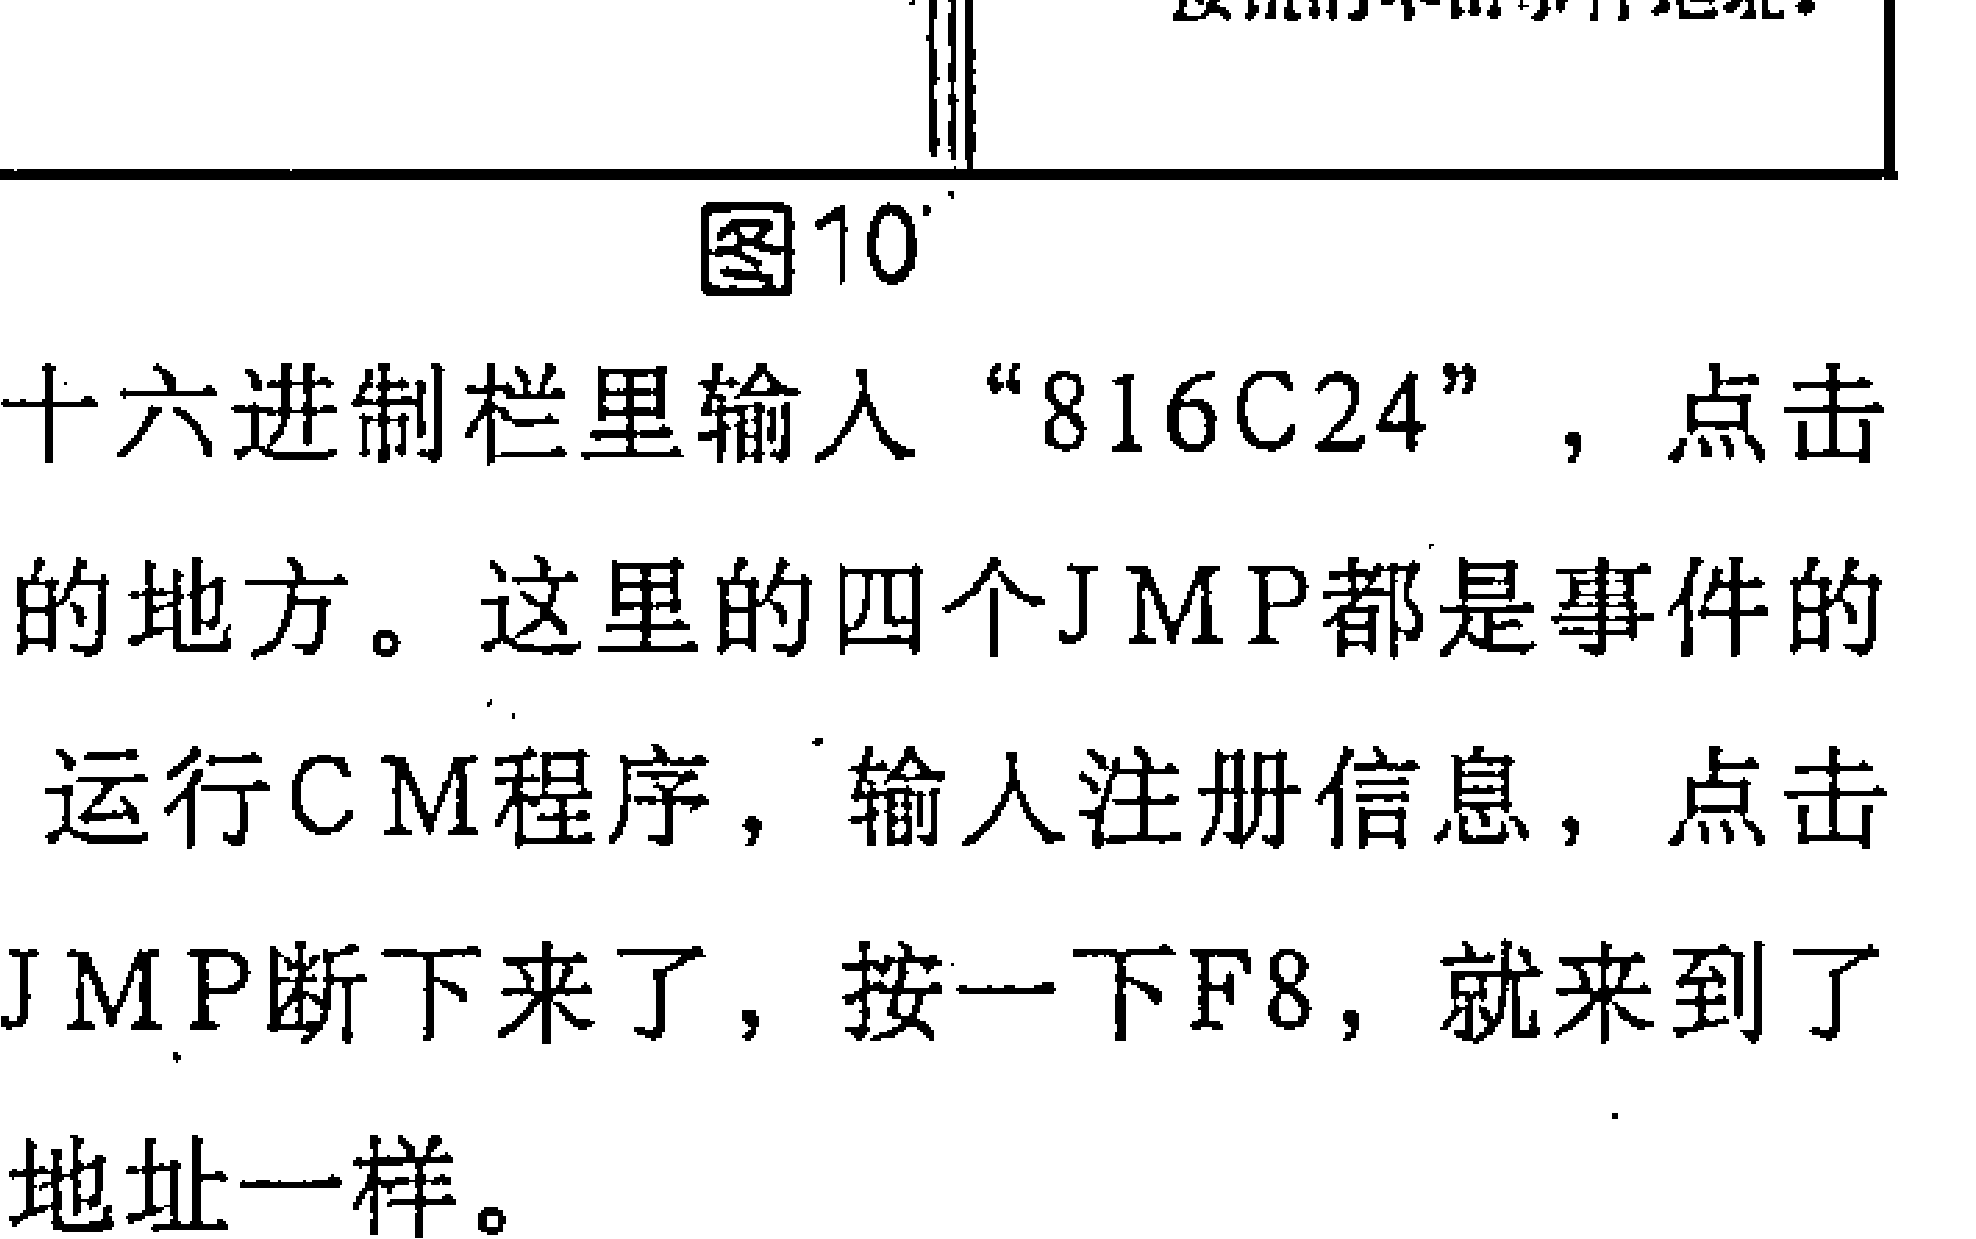 图10
十六进制栏里输入“816C24”，点击
的地方。这里的四个JMP都是事件的
运行CM程序，输入注册信息，点击
JMP断下来了，按一下F8，就来到了
地址一样。